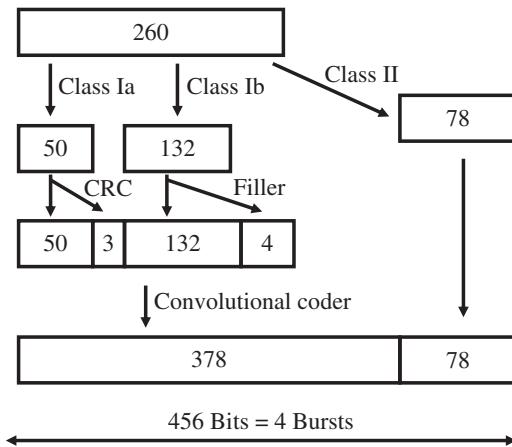 260
Class Ia
Class Ib
Class II
50
132
78
CRC
Filler
50
3
132
4
Convolutional coder
378
78
456 Bits = 4 Bursts